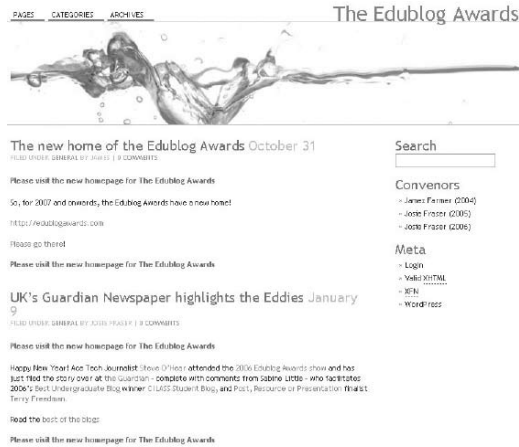 PAGES CATEGORIES ARCHIVES
The Edublog Awards
The new home of the Edublog Awards October 31
FILED UNDER GENERAL BY JAMES | 0 COMMENTS
Please visit the new homepage for The Edublog Awards
So, for 2007 and onwards, the Edublog Awards have a new home!
http://edublogawards.com
Please go there!
Please visit the new homepage for The Edublog Awards
UK's Guardian Newspaper highlights the Eddies January
9
FILED UNDER GENERAL BY JOSIE FRASER | 0 COMMENTS
Please visit the new homepage for The Edublog Awards
Happy New Year! Ace Tech Journalist Steve O'Hear attended the 2006 Edublog Awards show and has
just filed the story over at the Guardian - complete with comments from Sabine Little - who facilitates
2006's Best Undergraduate Blog winner CILASS Student Blog, and Post, Resource or Presentation finalist
Terry Freedman.
Read the best of the blogs
Please visit the new homepage for The Edublog Awards
Search
Convenors
» James Farmer (2004)
» Josie Fraser (2005)
» Josie Fraser (2006)
Meta
» Login
» Valid XHTML
» XFN
» WordPress